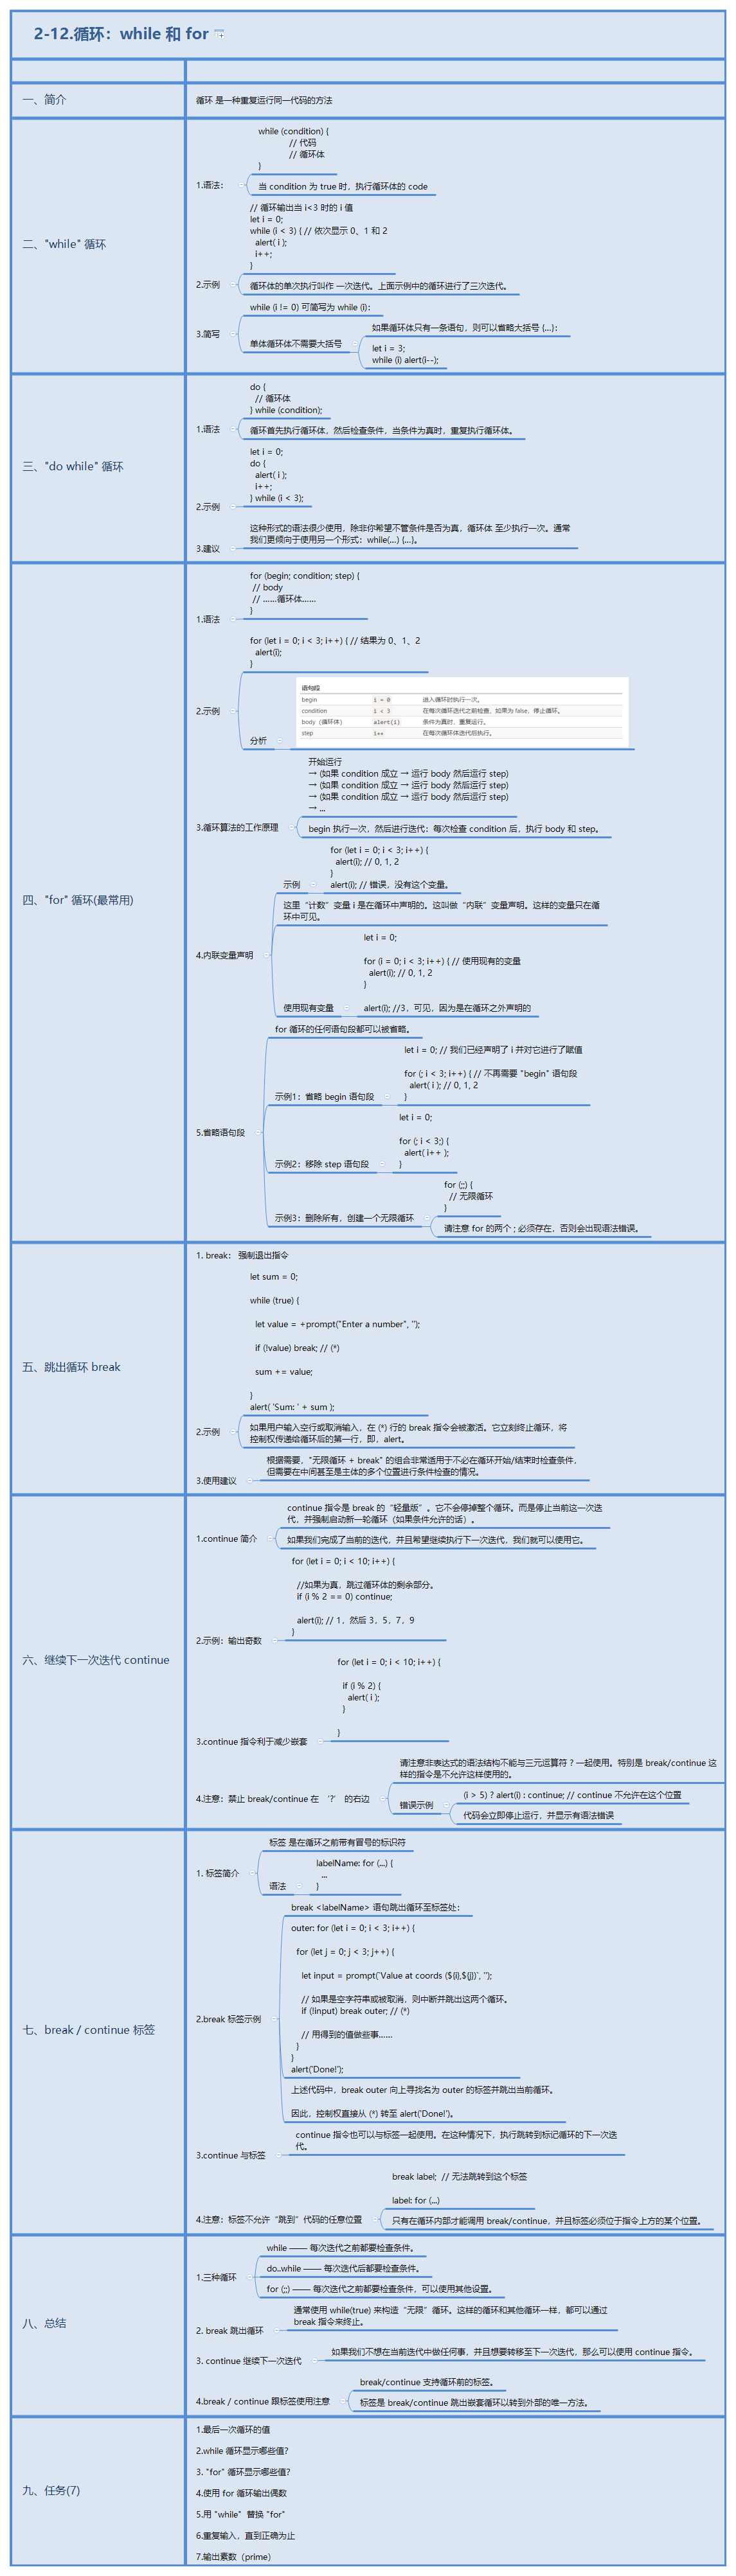 2-12.循环：while 和 for
一、简介
循环 是一种重复运行同一代码的方法
二、"while" 循环
1.语法：
while (condition) {
// 代码
// 循环体
}
当 condition 为 true 时，执行循环体的 code
2.示例
// 循环输出当 i<3 时的 i 值
let i = 0;
while (i < 3) { // 依次显示 0、1 和 2
alert( i );
i++;
}
循环体的单次执行叫作 一次迭代。上面示例中的循环进行了三次迭代。
3.简写
while (i != 0) 可简写为 while (i)：
单体循环体不需要大括号
如果循环体只有一条语句，则可以省略大括号 {…}：
let i = 3;
while (i) alert(i--);
三、"do while" 循环
1.语法
do {
// 循环体
} while (condition);
循环首先执行循环体，然后检查条件，当条件为真时，重复执行循环体。
2.示例
let i = 0;
do {
alert( i );
i++;
} while (i < 3);
3.建议
这种形式的语法很少使用，除非你希望不管条件是否为真，循环体 至少执行一次。通常
我们更倾向于使用另一个形式：while(…) {…}。
四、"for" 循环(最常用)
1.语法
for (begin; condition; step) {
// body
// ……循环体……
}
2.示例
for (let i = 0; i < 3; i++) { // 结果为 0、1、2
alert(i);
}
分析
语句段
begin i = 0 进入循环时执行一次。
condition i < 3 在每次循环迭代之前检查，如果为 false，停止循环。
body（循环体） alert(i) 条件为真时，重复运行。
step i++ 在每次循环体迭代后执行。
3.循环算法的工作原理
开始运行
→ (如果 condition 成立 → 运行 body 然后运行 step)
→ (如果 condition 成立 → 运行 body 然后运行 step)
→ (如果 condition 成立 → 运行 body 然后运行 step)
→ ...
begin 执行一次，然后进行迭代：每次检查 condition 后，执行 body 和 step。
4.内联变量声明
示例
for (let i = 0; i < 3; i++) {
alert(i); // 0, 1, 2
}
alert(i); // 错误，没有这个变量。
这里“计数”变量 i 是在循环中声明的。这叫做“内联”变量声明。这样的变量只在循
环中可见。
使用现有变量
let i = 0;
for (i = 0; i < 3; i++) { // 使用现有的变量
alert(i); // 0, 1, 2
}
alert(i); //3，可见，因为是在循环之外声明的
5.省略语句段
for 循环的任何语句段都可以被省略。
示例1：省略 begin 语句段
let i = 0; // 我们已经声明了 i 并对它进行了赋值
for (; i < 3; i++) { // 不再需要 "begin" 语句段
alert( i ); // 0, 1, 2
}
示例2：移除 step 语句段
let i = 0;
for (; i < 3;) {
alert( i++ );
}
示例3：删除所有，创建一个无限循环
for (;;) {
// 无限循环
}
请注意 for 的两个 ; 必须存在，否则会出现语法错误。
五、跳出循环 break
1. break： 强制退出指令
2.示例
let sum = 0;
while (true) {
let value = +prompt("Enter a number", '');
if (!value) break; // (*)
sum += value;
}
alert( 'Sum: ' + sum );
如果用户输入空行或取消输入，在 (*) 行的 break 指令会被激活。它立刻终止循环，将
控制权传递给循环后的第一行，即，alert。
3.使用建议
根据需要，"无限循环 + break" 的组合非常适用于不必在循环开始/结束时检查条件，
但需要在中间甚至是主体的多个位置进行条件检查的情况。
六、继续下一次迭代 continue
1.continue 简介
continue 指令是 break 的“轻量版”。它不会停掉整个循环。而是停止当前这一次迭
代，并强制启动新一轮循环（如果条件允许的话）。
如果我们完成了当前的迭代，并且希望继续执行下一次迭代，我们就可以使用它。
2.示例：输出奇数
for (let i = 0; i < 10; i++) {
//如果为真，跳过循环体的剩余部分。
if (i % 2 == 0) continue;
alert(i); // 1，然后 3，5，7，9
}
3.continue 指令利于减少嵌套
for (let i = 0; i < 10; i++) {
if (i % 2) {
alert( i );
}
}
4.注意：禁止 break/continue 在 ‘?’ 的右边
请注意非表达式的语法结构不能与三元运算符 ? 一起使用。特别是 break/continue 这
样的指令是不允许这样使用的。
错误示例
(i > 5) ? alert(i) : continue; // continue 不允许在这个位置
代码会立即停止运行，并显示有语法错误
七、break / continue 标签
1. 标签简介
标签 是在循环之前带有冒号的标识符
语法
labelName: for (...) {
...
}
2.break 标签示例
break <labelName> 语句跳出循环至标签处：
outer: for (let i = 0; i < 3; i++) {
for (let j = 0; j < 3; j++) {
let input = prompt(`Value at coords (${i},${j})`, '');
// 如果是空字符串或被取消，则中断并跳出这两个循环。
if (!input) break outer; // (*)
// 用得到的值做些事……
}
}
alert('Done!');
上述代码中，break outer 向上寻找名为 outer 的标签并跳出当前循环。
因此，控制权直接从 (*) 转至 alert('Done!')。
3.continue 与标签
continue 指令也可以与标签一起使用。在这种情况下，执行跳转到标记循环的下一次迭
代。
4.注意：标签不允许“跳到”代码的任意位置
break label; // 无法跳转到这个标签
label: for (...)
只有在循环内部才能调用 break/continue，并且标签必须位于指令上方的某个位置。
八、总结
1.三种循环
while —— 每次迭代之前都要检查条件。
do..while —— 每次迭代后都要检查条件。
for (;;) —— 每次迭代之前都要检查条件，可以使用其他设置。
2. break 跳出循环
通常使用 while(true) 来构造“无限”循环。这样的循环和其他循环一样，都可以通过
break 指令来终止。
3. continue 继续下一次迭代
如果我们不想在当前迭代中做任何事，并且想要转移至下一次迭代，那么可以使用 continue 指令。
4.break / continue 跟标签使用注意
break/continue 支持循环前的标签。
标签是 break/continue 跳出嵌套循环以转到外部的唯一方法。
九、任务(7)
1.最后一次循环的值
2.while 循环显示哪些值?
3. "for" 循环显示哪些值?
4.使用 for 循环输出偶数
5.用 "while" 替换 "for"
6.重复输入，直到正确为止
7.输出素数（prime）